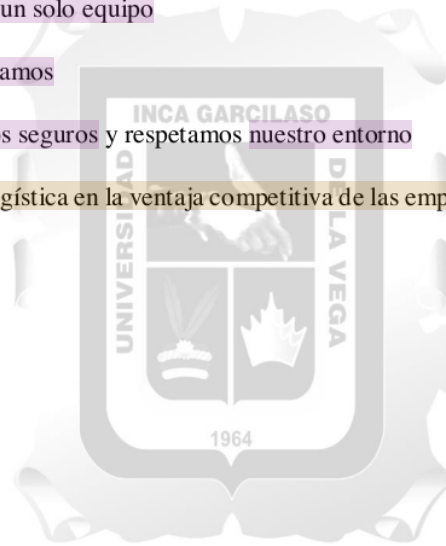 un solo equipo
amos
INCA GARCILASO
s seguros y respetamos nuestro entorno
gística en la ventaja competitiva de las emp
UNIVERSIDAD
DE LA VEGA
1964